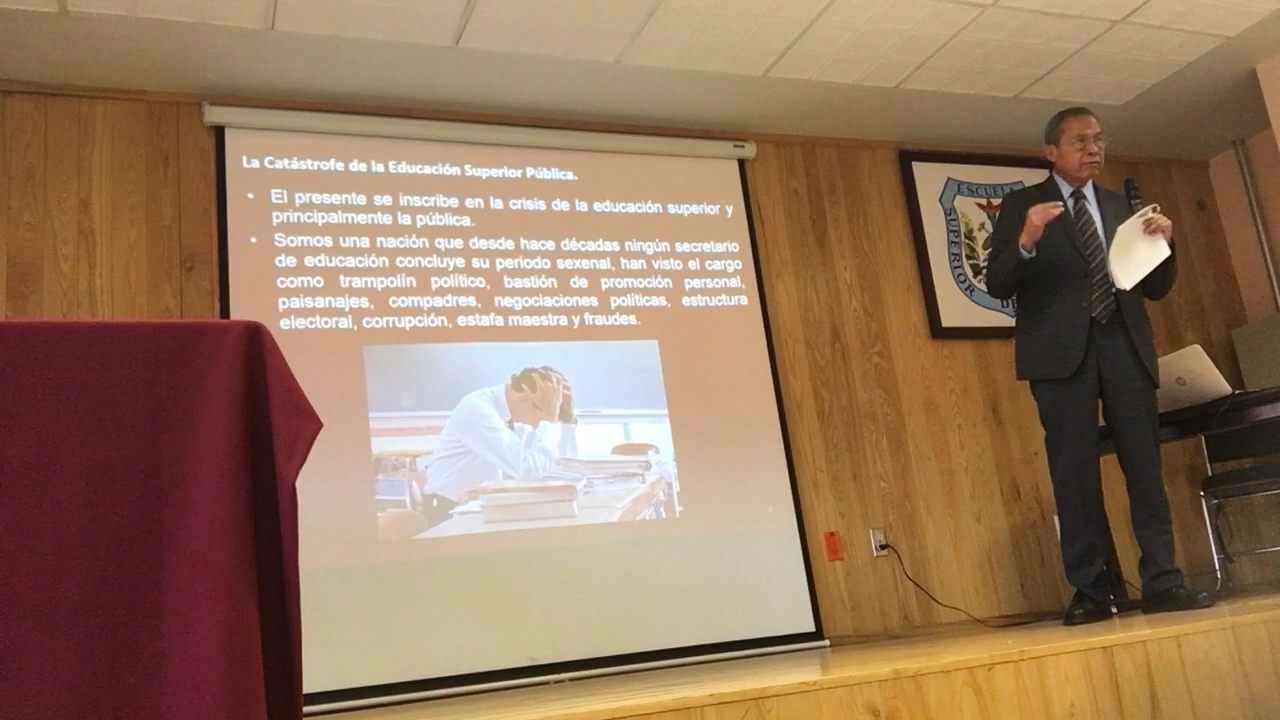 La Catástrofe de la Educación Superior Pública.
• El presente se inscribe en la crisis de la educación superior y
principalmente la pública.
• Somos una nación que desde hace décadas ningún secretario
de educación concluye su periodo sexenal, han visto el cargo
como trampolín político, bastión de promoción personal,
paisanajes, compadres, negociaciones políticas, estructura
electoral, corrupción, estafa maestra y fraudes.
ESCUELA
SUPERIOR
DE